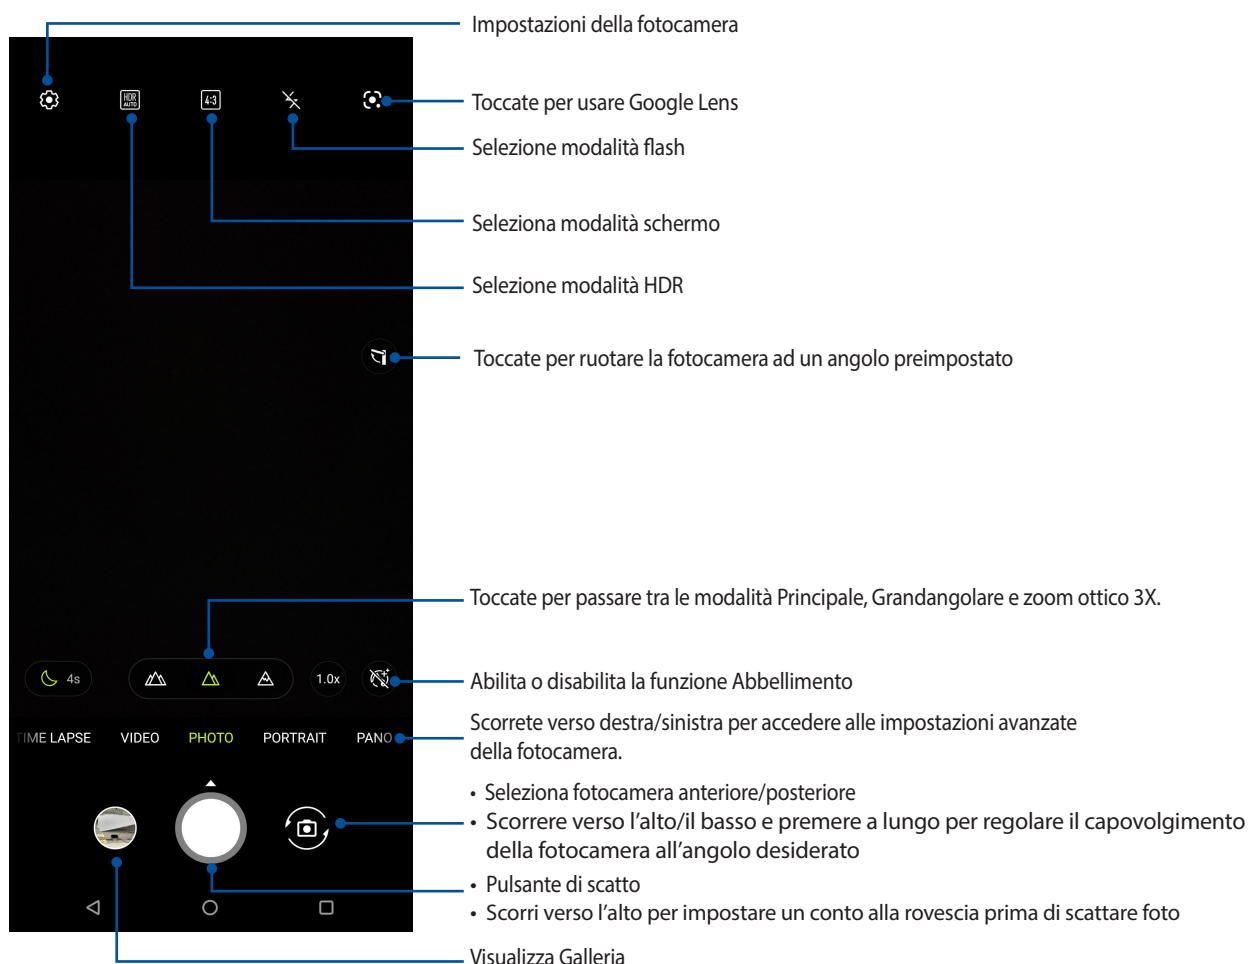 Impostazioni della fotocamera
HDR AUTO
4:3
Toccate per usare Google Lens
Selezione modalità flash
Seleziona modalità schermo
Selezione modalità HDR
Toccate per ruotare la fotocamera ad un angolo preimpostato
Toccate per passare tra le modalità Principale, Grandangolare e zoom ottico 3X.
4s
1.0x
Abilita o disabilita la funzione Abbellimento
Scorrete verso destra/sinistra per accedere alle impostazioni avanzate
della fotocamera.
TIME LAPSE VIDEO PHOTO PORTRAIT PANO
• Seleziona fotocamera anteriore/posteriore
• Scorrere verso l'alto/il basso e premere a lungo per regolare il capovolgimento
della fotocamera all'angolo desiderato
• Pulsante di scatto
• Scorri verso l'alto per impostare un conto alla rovescia prima di scattare foto
Visualizza Galleria